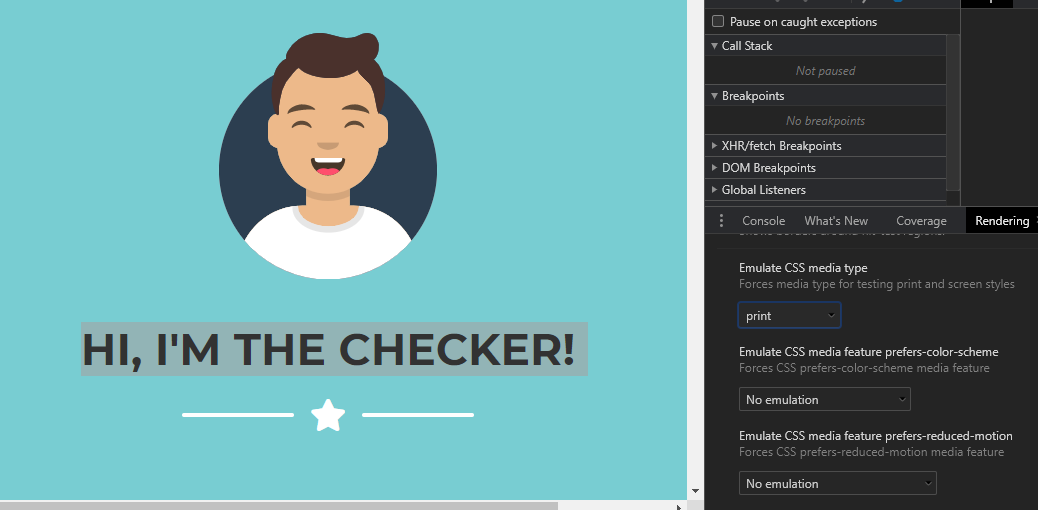 HI, I'M THE CHECKER!
Pause on caught exceptions
Call Stack
Not paused
Breakpoints
No breakpoints
XHR/fetch Breakpoints
DOM Breakpoints
Global Listeners
Console What's New Coverage Rendering
Emulate CSS media type
Forces media type for testing print and screen styles
print
Emulate CSS media feature prefers-color-scheme
Forces CSS prefers-color-scheme media feature
No emulation
Emulate CSS media feature prefers-reduced-motion
Forces CSS prefers-reduced-motion media feature
No emulation